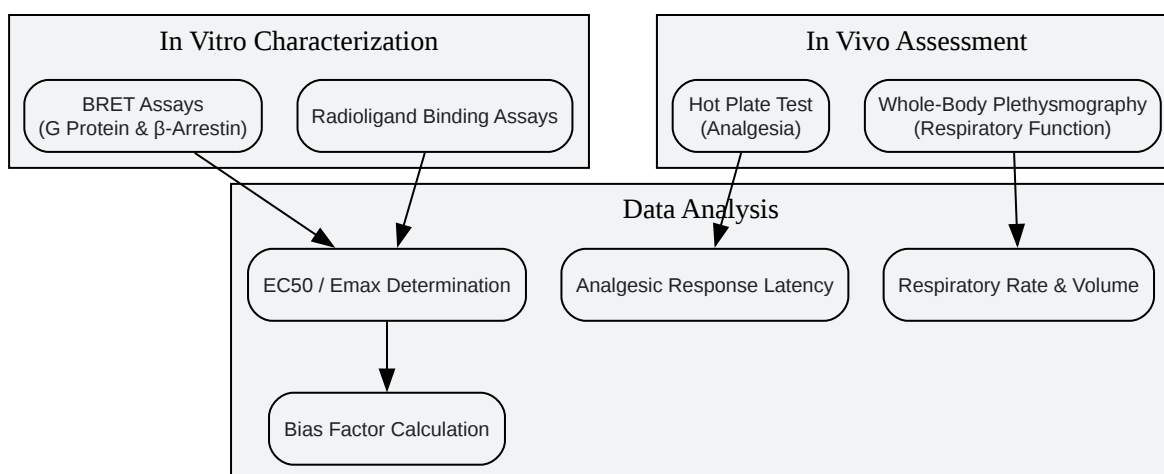 In Vitro Characterization
BRET Assays
(G Protein & β-Arrestin)
Radioligand Binding Assays
In Vivo Assessment
Hot Plate Test
(Analgesia)
Whole-Body Plethysmography
(Respiratory Function)
Data Analysis
EC50 / Emax Determination
Analgesic Response Latency
Respiratory Rate & Volume
Bias Factor Calculation